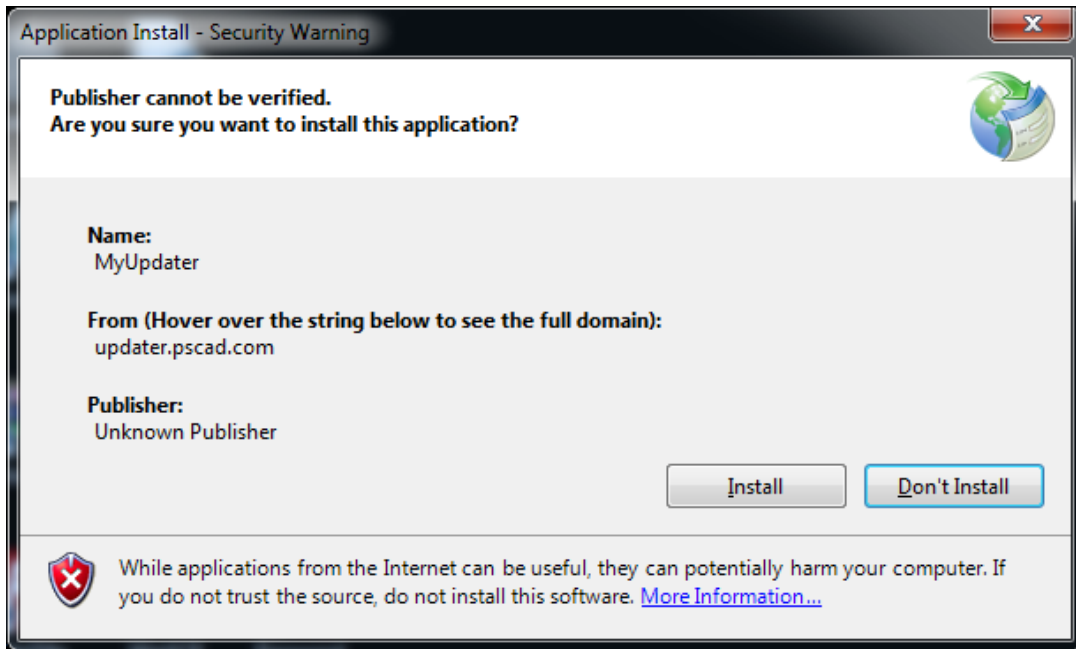 Application Install - Security Warning
Publisher cannot be verified.
Are you sure you want to install this application?
Name:
MyUpdater
From (Hover over the string below to see the full domain):
updater.pscad.com
Publisher:
Unknown Publisher
Install
Don't Install
While applications from the Internet can be useful, they can potentially harm your computer. If
you do not trust the source, do not install this software. More Information...